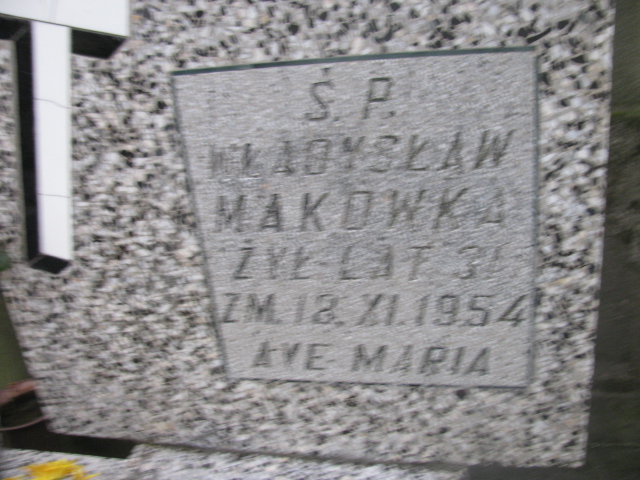 Ś. P.
WŁADYSŁAW
MAKOWKA
ŻYŁ LAT
ZM. 12. XI. 1954
AVE MARIA